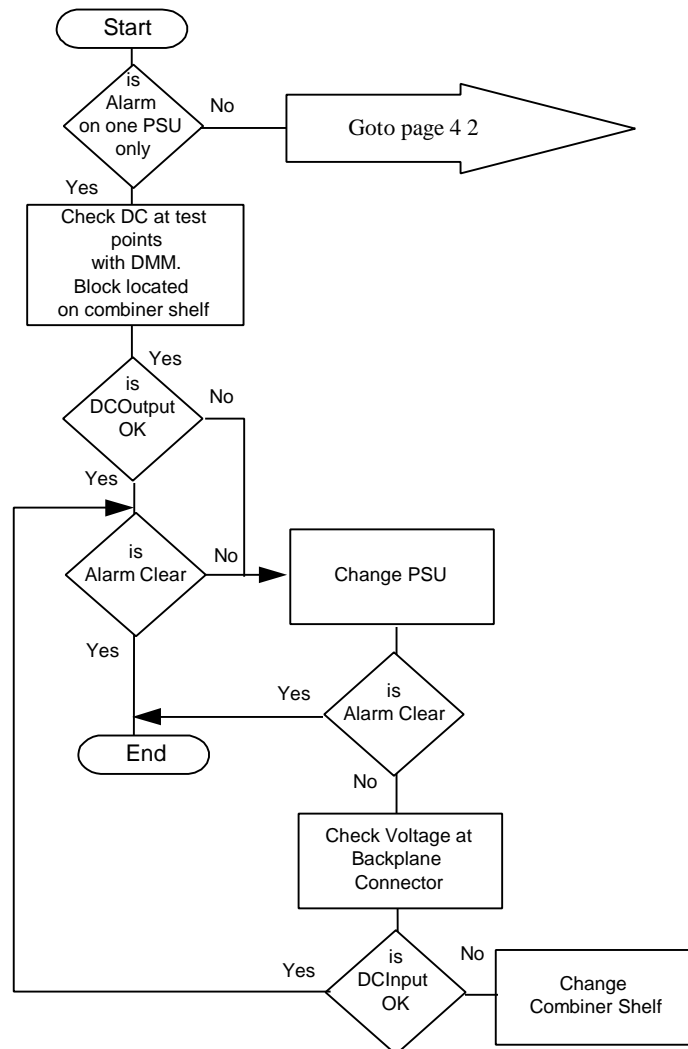 Start
is
Alarm
on one PSU
only
No
Goto page 4 2
Yes
Check DC at test
points
with DMM.
Block located
on combiner shelf
Yes
is
DCOutput
OK
No
Yes
is
Alarm Clear
No
Change PSU
Yes
Yes
is
Alarm Clear
End
No
Check Voltage at
Backplane
Connector
Yes
is
DCInput
OK
No
Change
Combiner Shelf